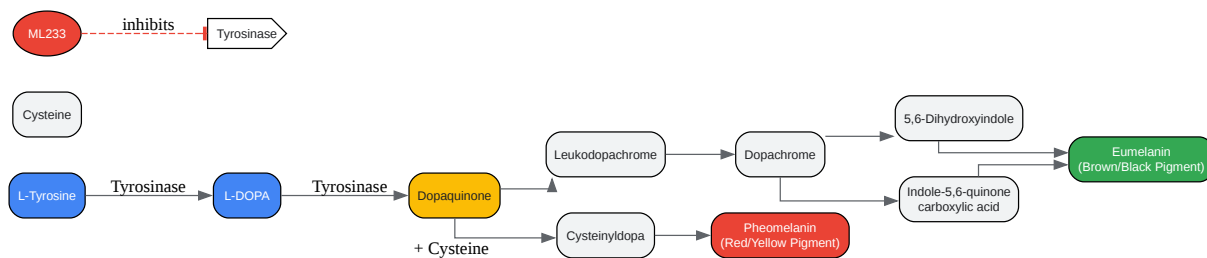 ML233
inhibits
Tyrosinase
Cysteine
L-Tyrosine
Tyrosinase
L-DOPA
Tyrosinase
Dopaquinone
+ Cysteine
Leukodopachrome
Dopachrome
5,6-Dihydroxyindole
Indole-5,6-quinone
carboxylic acid
Eumelanin
(Brown/Black Pigment)
Cysteinyldopa
Pheomelanin
(Red/Yellow Pigment)